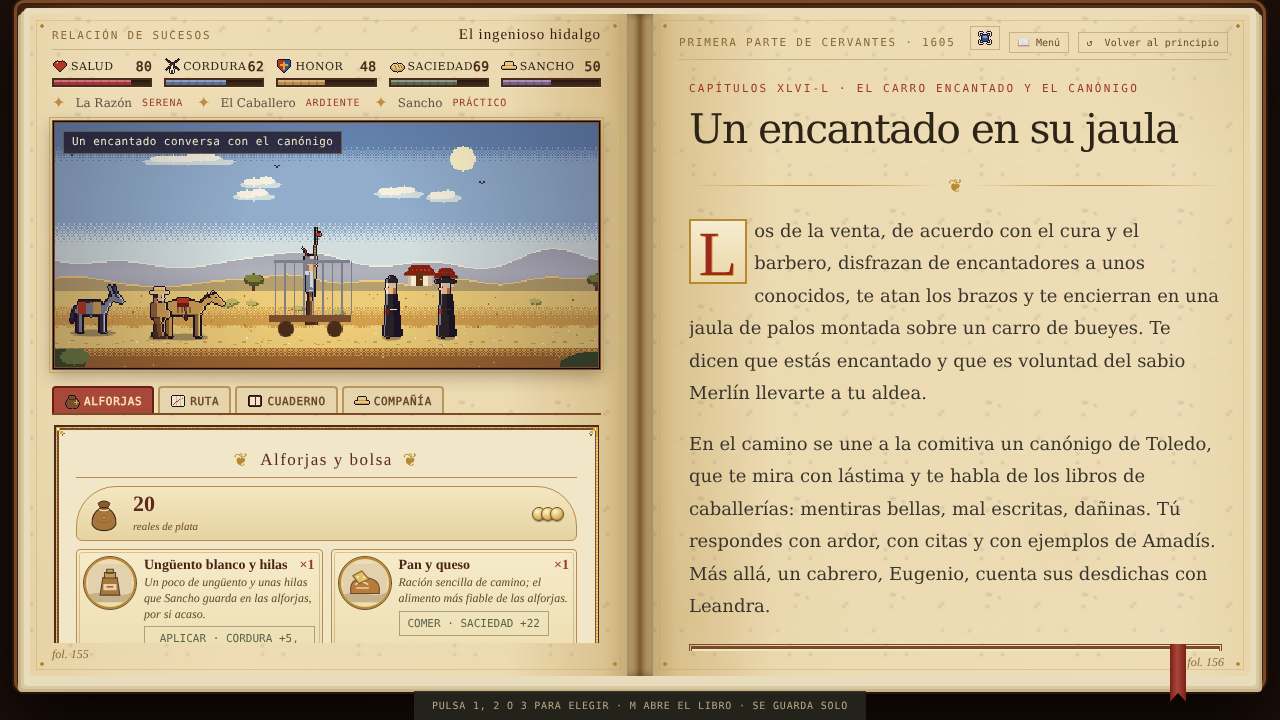 RELACIÓN DE SUCESOS
El ingenioso hidalgo
SALUD 80
CORDURA 62
HONOR 48
SACIEDAD 69
SANCHO 50
La Razón SERENA
El Caballero ARDIENTE
Sancho PRÁCTICO
Un encantado conversa con el canónigo
ALFORJAS
RUTA
CUADERNO
COMPAÑÍA
Alforjas y bolsa
20
reales de plata
Ungüento blanco y hilas ×1
Un poco de ungüento y unas hilas
que Sancho guarda en las alforjas,
por si acaso.
APLICAR · CORDURA +5,
Pan y queso ×1
Ración sencilla de camino; el
alimento más fiable de las alforjas.
COMER · SACIEDAD +22
fol. 155
PRIMERA PARTE DE CERVANTES · 1605
Menú
↺ Volver al principio
CAPÍTULOS XLVI-L · EL CARRO ENCANTADO Y EL CANÓNIGO
Un encantado en su jaula
Los de la venta, de acuerdo con el cura y el
barbero, disfrazan de encantadores a unos
conocidos, te atan los brazos y te encierran en una
jaula de palos montada sobre un carro de bueyes. Te
dicen que estás encantado y que es voluntad del sabio
Merlín llevarte a tu aldea.
En el camino se une a la comitiva un canónigo de Toledo,
que te mira con lástima y te habla de los libros de
caballerías: mentiras bellas, mal escritas, dañinas. Tú
respondes con ardor, con citas y con ejemplos de Amadís.
Más allá, un cabrero, Eugenio, cuenta sus desdichas con
Leandra.
fol. 156
PULSA 1, 2 O 3 PARA ELEGIR · M ABRE EL LIBRO · SE GUARDA SOLO